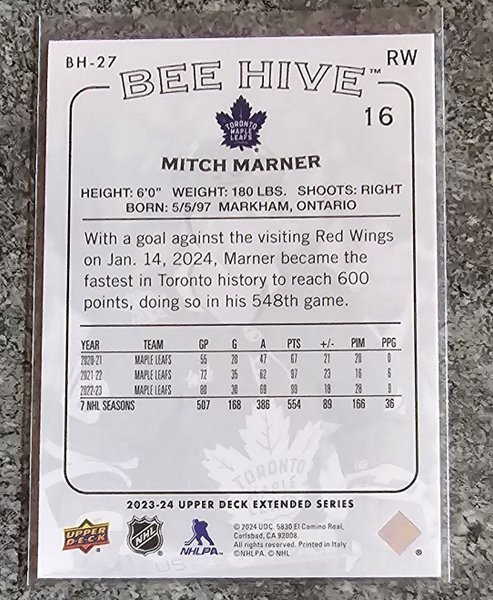 BH-27
BEE HIVE™
RW
16
TORONTO
MAPLE
LEAFS
MITCH MARNER
HEIGHT: 6'0" WEIGHT: 180 LBS. SHOOTS: RIGHT
BORN: 5/5/97 MARKHAM, ONTARIO
With a goal against the visiting Red Wings
on Jan. 14, 2024, Marner became the
fastest in Toronto history to reach 600
points, doing so in his 548th game.
YEAR TEAM GP G A PTS +/- PIM PPG
2020-21 MAPLE LEAFS 55 20 47 67 21 20 0
2021-22 MAPLE LEAFS 72 35 62 97 23 16 6
2022-23 MAPLE LEAFS 80 30 69 99 18 28 9
7 NHL SEASONS 507 168 386 554 89 166 36
TORONTO
MAPLE
2023-24 UPPER DECK EXTENDED SERIES
UPPER
DECK
NHL
NHLPA
© 2024 UDC. 5830 El Camino Real,
Carlsbad, CA 92008.
All rights reserved. Printed in Italy
©NHLPA. © NHL.
®